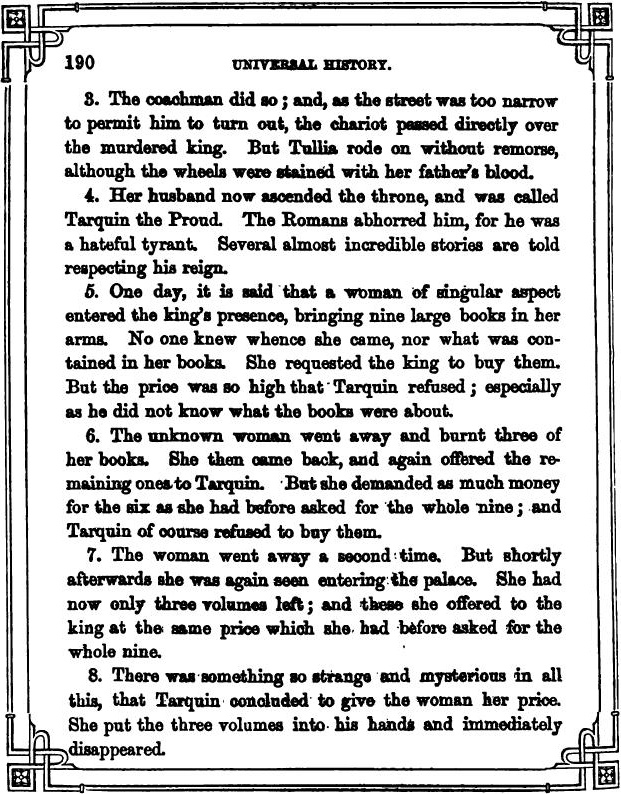 190 UNIVERSAL HISTORY.
3. The coachman did so; and, as the street was too narrow
to permit him to turn out, the chariot passed directly over
the murdered king. But Tullia rode on without remorse,
although the wheels were stained with her father's blood.
4. Her husband now ascended the throne, and was called
Tarquin the Proud. The Romans abhorred him, for he was
a hateful tyrant. Several almost incredible stories are told
respecting his reign.
5. One day, it is said that a woman of singular aspect
entered the king's presence, bringing nine large books in her
arms. No one knew whence she came, nor what was con-
tained in her books. She requested the king to buy them.
But the price was so high that Tarquin refused; especially
as he did not know what the books were about.
6. The unknown woman went away and burnt three of
her books. She then came back, and again offered the re-
maining ones to Tarquin. But she demanded as much money
for the six as she had before asked for the whole nine; and
Tarquin of course refused to buy them.
7. The woman went away a second time. But shortly
afterwards she was again seen entering the palace. She had
now only three volumes left; and these she offered to the
king at the same price which she had before asked for the
whole nine.
8. There was something so strange and mysterious in all
this, that Tarquin concluded to give the woman her price.
She put the three volumes into his hands and immediately
disappeared.